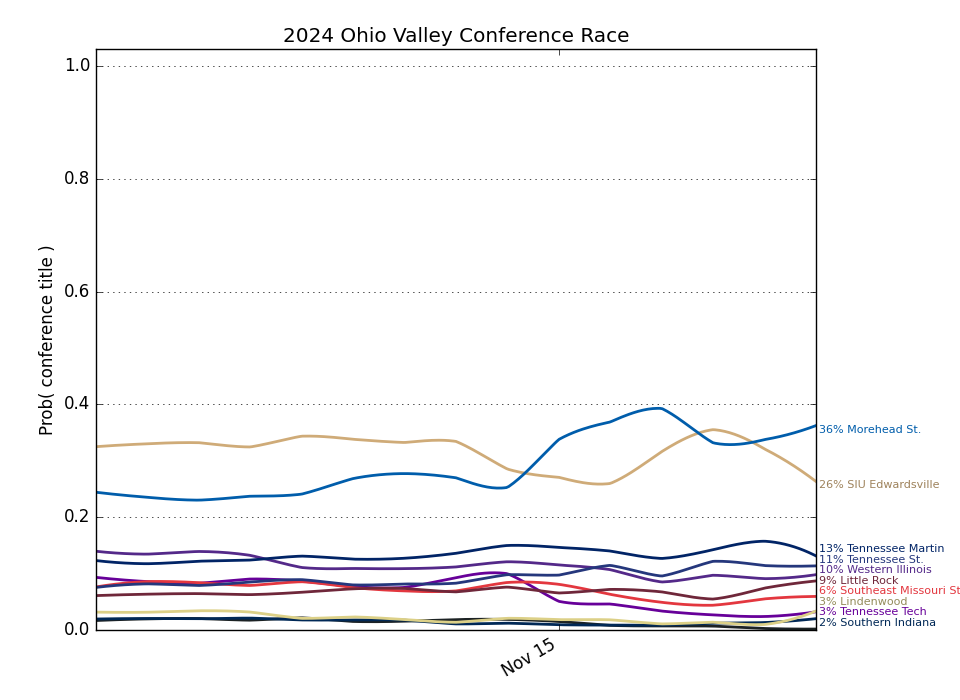 2024 Ohio Valley Conference Race
Prob( conference title )
1.0
0.8
0.6
0.4
0.2
0.0
Nov 15
36% Morehead St.
26% SIU Edwardsville
13% Tennessee Martin
11% Tennessee St.
10% Western Illinois
9% Little Rock
6% Southeast Missouri St
3% Lindenwood
3% Tennessee Tech
2% Southern Indiana